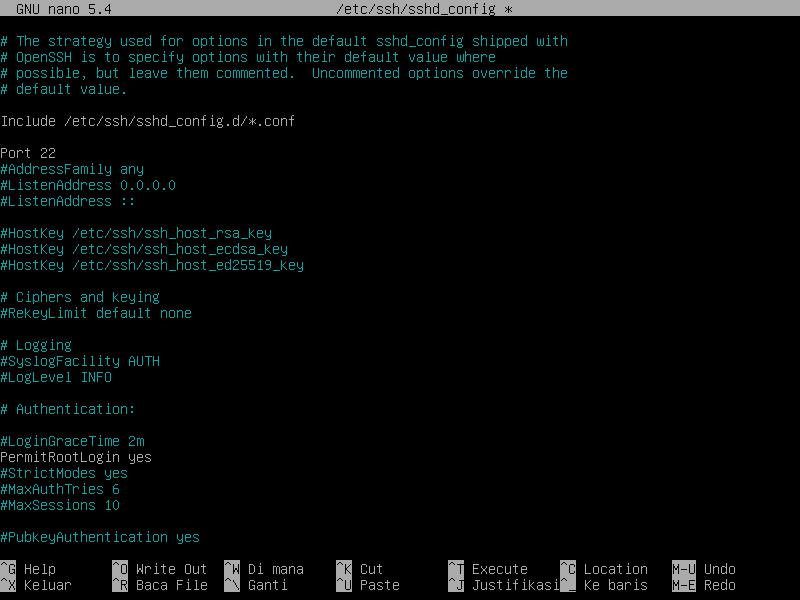 GNU nano 5.4 /etc/ssh/sshd_config *
# The strategy used for options in the default sshd_config shipped with
# OpenSSH is to specify options with their default value where
# possible, but leave them commented.  Uncommented options override the
# default value.
Include /etc/ssh/sshd_config.d/*.conf
Port 22
#AddressFamily any
#ListenAddress 0.0.0.0
#ListenAddress ::
#HostKey /etc/ssh/ssh_host_rsa_key
#HostKey /etc/ssh/ssh_host_ecdsa_key
#HostKey /etc/ssh/ssh_host_ed25519_key
# Ciphers and keying
#RekeyLimit default none
# Logging
#SyslogFacility AUTH
#LogLevel INFO
# Authentication:
#LoginGraceTime 2m
PermitRootLogin yes
#StrictModes yes
#MaxAuthTries 6
#MaxSessions 10
#PubkeyAuthentication yes
^G Help ^O Write Out ^W Di mana ^K Cut ^T Execute ^C Location M-U Undo
^X Keluar ^R Baca File ^\ Ganti ^U Paste ^J Justifikasi ^_ Ke baris M-E Redo